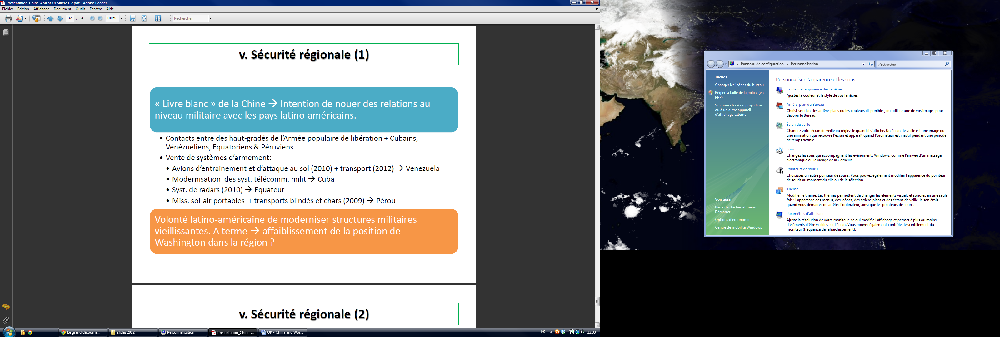 Presentation_Chine-AmLat_01Mars2012.pdf - Adobe Reader
Fichier Edition Affichage Document Outils Fenêtre Aide
32 / 34 100% Rechercher
v. Sécurité régionale (1)
« Livre blanc » de la Chine → Intention de nouer des relations au
niveau militaire avec les pays latino-américains.
• Contacts entre des haut-gradés de l’Armée populaire de libération + Cubains,
Vénézuéliens, Equatoriens & Péruviens.
• Vente de systèmes d’armement:
• Avions d’entrainement et d’attaque au sol (2010) + transport (2012) → Venezuela
• Modernisation des syst. télécomm. milit → Cuba
• Syst. de radars (2010) → Equateur
• Miss. sol-air portables + transports blindés et chars (2009) → Pérou
Volonté latino-américaine de moderniser structures militaires
vieillissantes. A terme → affaiblissement de la position de
Washington dans la région ?
v. Sécurité régionale (2)
Le grand détourne... slides 2012 Personnalisation Presentation_Chine-... OK - China and Wor... FR 13:33
Panneau de configuration Personnalisation Rechercher
Tâches
Changer les icônes du bureau
Régler la taille de la police (en
PPP)
Se connecter à un projecteur
ou à un autre appareil
d'affichage externe
Voir aussi
Barre des tâches et menu
Démarrer
Options d'ergonomie
Centre de mobilité Windows
Personnaliser l'apparence et les sons
Couleur et apparence des fenêtres
Ajustez la couleur et le style de vos fenêtres.
Arrière-plan du Bureau
Choisissez dans les arrière-plans ou les couleurs disponibles, ou utilisez une de vos images pour
décorer le Bureau.
Écran de veille
Changez votre écran de veille ou réglez-le quand il s'affiche. Un écran de veille est une image ou
une animation qui recouvre l'écran et apparaît quand l'ordinateur est inactif pendant une période
de temps définie.
Sons
Changez les sons qui accompagnent les événements Windows, comme l'arrivée d'un message
électronique ou le vidage de la Corbeille.
Pointeurs de souris
Choisissez un autre pointeur de souris. Vous pouvez également modifier l'apparence du pointeur
de souris au moment du clic ou de la sélection.
Thème
Modifier le thème. Les thèmes permettent de changer les éléments visuels et sonores en une seule
fois : l'apparence des menus, des icônes, des arrière-plans et des écrans de veille, le son émis
quand vous démarrez ou arrêtez l'ordinateur, ainsi que les pointeurs de souris.
Paramètres d'affichage
Ajuste la résolution de votre moniteur, ce qui modifie l'affichage et permet à plus ou moins
d'éléments d'être visibles sur l'écran. Vous pouvez également contrôler le scintillement du
moniteur (fréquence de rafraîchissement).